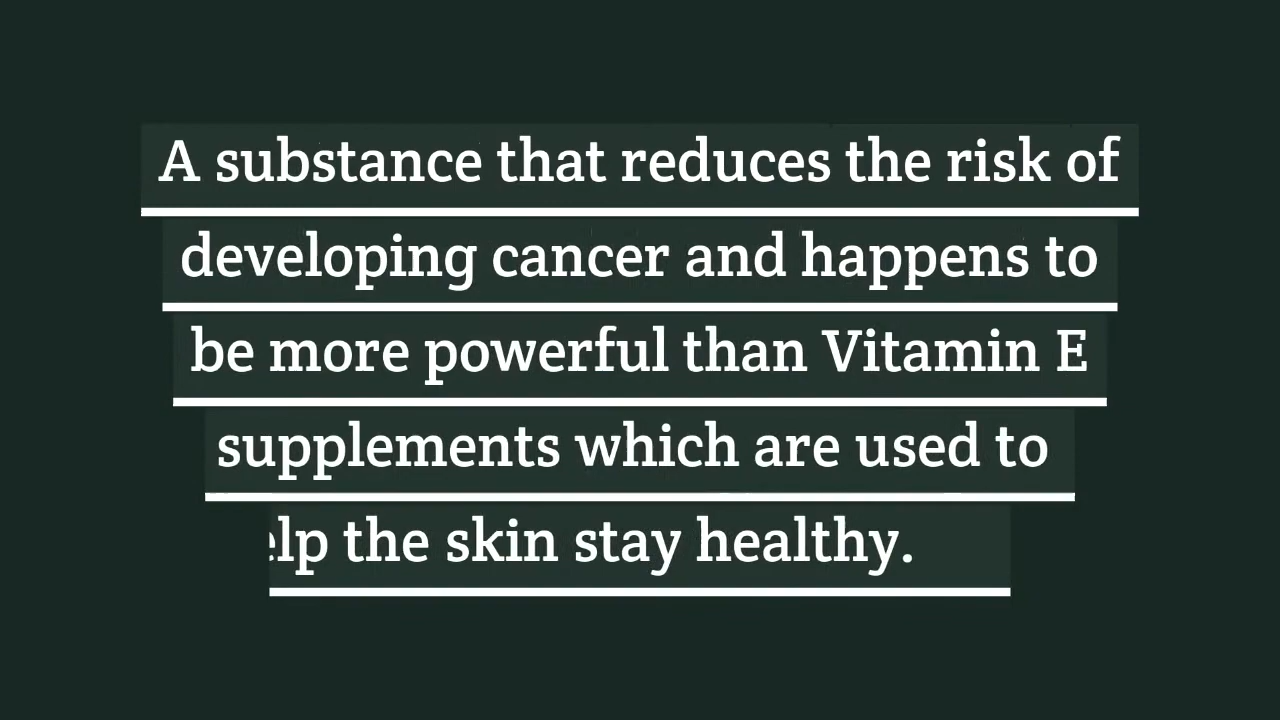 A substance that reduces the risk of
developing cancer and happens to
be more powerful than Vitamin E
supplements which are used to
elp the skin stay healthy.